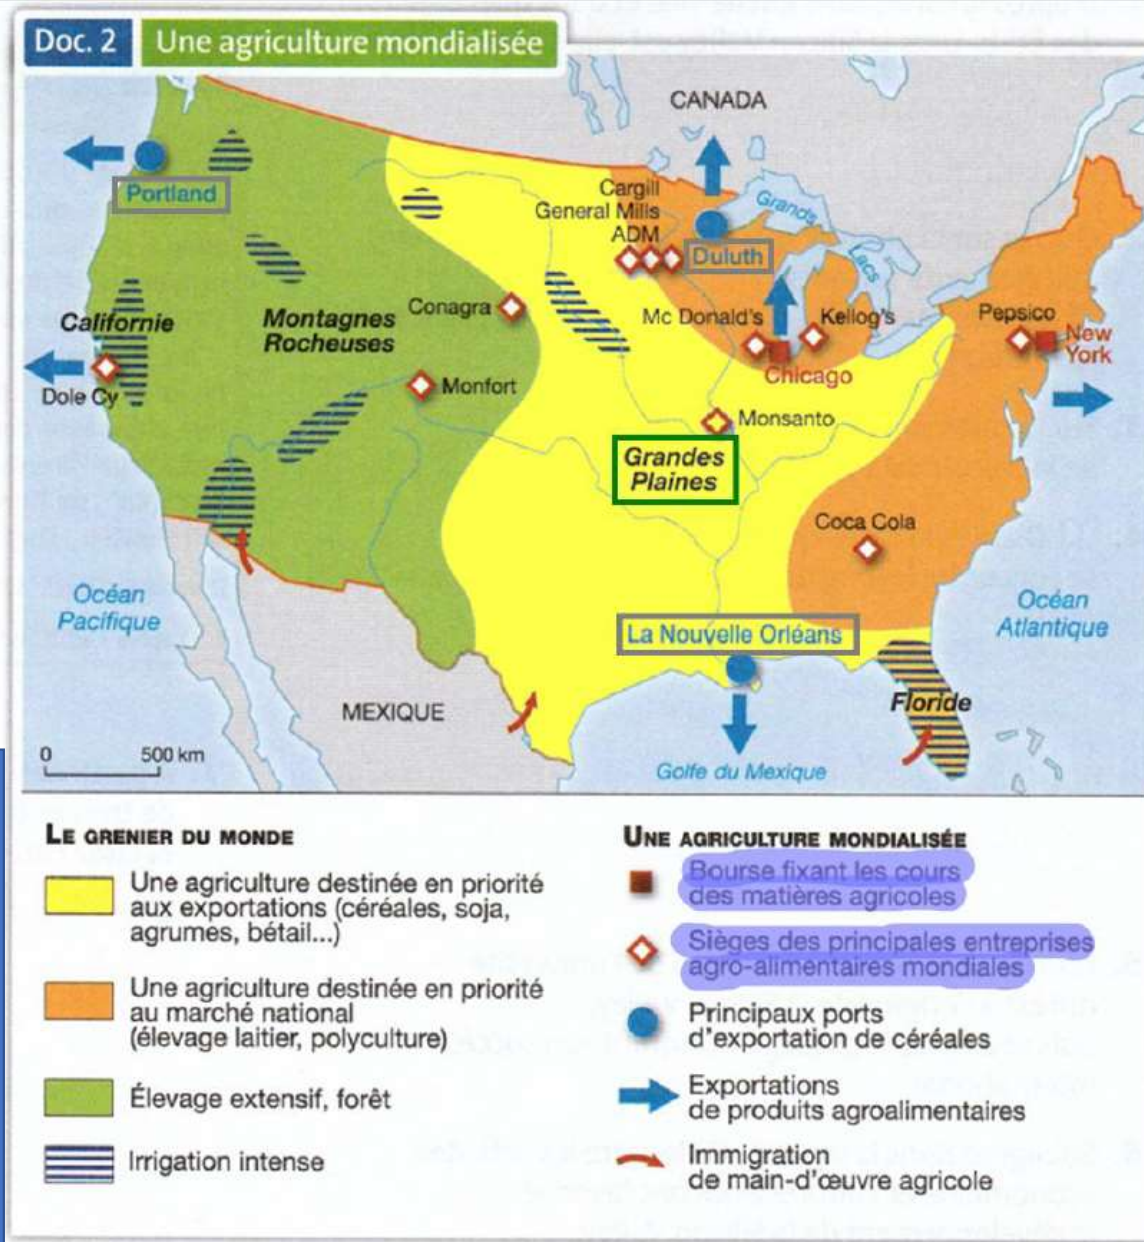 Doc. 2
Une agriculture mondialisée
CANADA
Portland
Cargill
General Mills
ADM
Grands
Lacs
Duluth
Californie
Montagnes
Rocheuses
Conagra
Mc Donald's
Kellog's
Pepsico
New
York
Chicago
Dole Cy
Monfort
Monsanto
Grandes
Plaines
Coca Cola
Océan
Pacifique
Océan
Atlantique
La Nouvelle Orléans
MEXIQUE
Floride
0
500 km
Golfe du Mexique
LE GRENIER DU MONDE
Une agriculture destinée en priorité
aux exportations (céréales, soja,
agrumes, bétail...)
Une agriculture destinée en priorité
au marché national
(élevage laitier, polyculture)
Élevage extensif, forêt
Irrigation intense
UNE AGRICULTURE MONDIALISÉE
Bourse fixant les cours
des matières agricoles
Sièges des principales entreprises
agro-alimentaires mondiales
Principaux ports
d'exportation de céréales
Exportations
de produits agroalimentaires
Immigration
de main-d'œuvre agricole